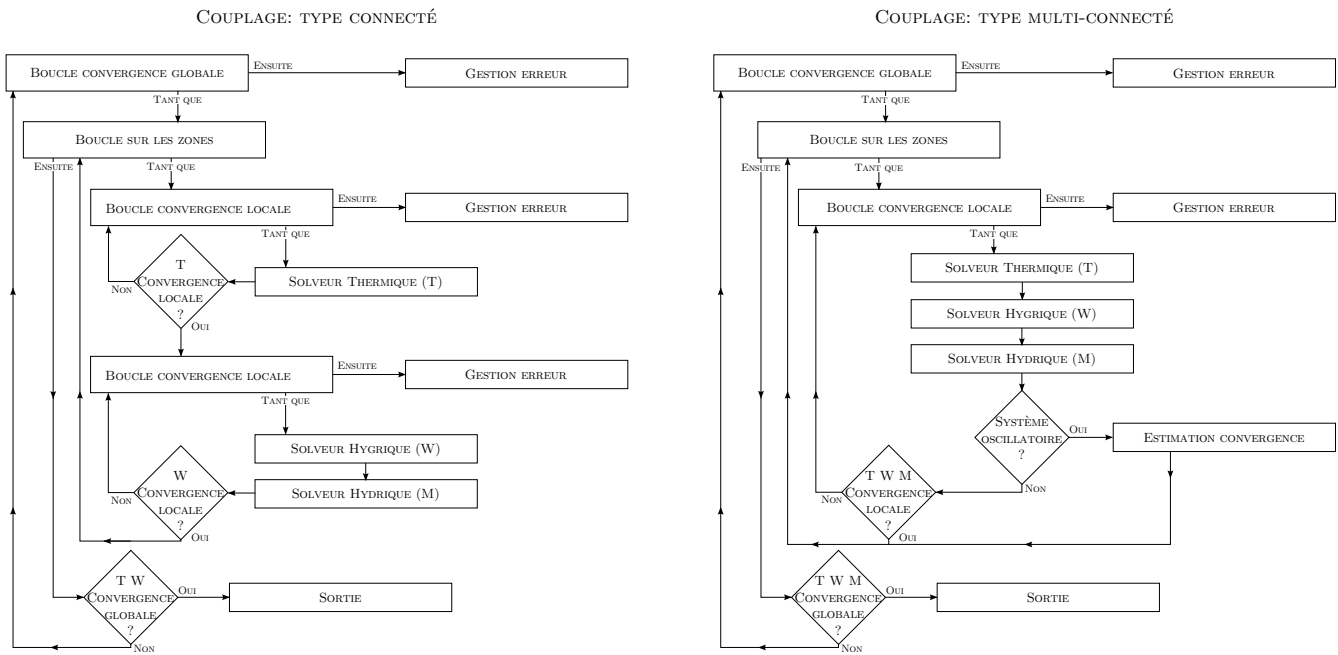 Couplage: type connecté
Boucle convergence globale
Ensuite
Gestion erreur
Tant que
Boucle sur les zones
Ensuite
Tant que
Boucle convergence locale
Ensuite
Gestion erreur
Tant que
T
Convergence
locale
?
Non
Oui
Solveur Thermique (T)
Boucle convergence locale
Ensuite
Gestion erreur
Tant que
Solveur Hygrique (W)
W
Convergence
locale
?
Non
Oui
Solveur Hydrique (M)
T W
Convergence
globale
?
Oui
Non
Sortie
Couplage: type multi-connecté
Boucle convergence globale
Ensuite
Gestion erreur
Tant que
Boucle sur les zones
Ensuite
Tant que
Boucle convergence locale
Ensuite
Gestion erreur
Tant que
Solveur Thermique (T)
Solveur Hygrique (W)
Solveur Hydrique (M)
Système
oscillatoire
?
Oui
Non
Estimation convergence
T W M
Convergence
locale
?
Non
Oui
T W M
Convergence
globale
?
Oui
Non
Sortie